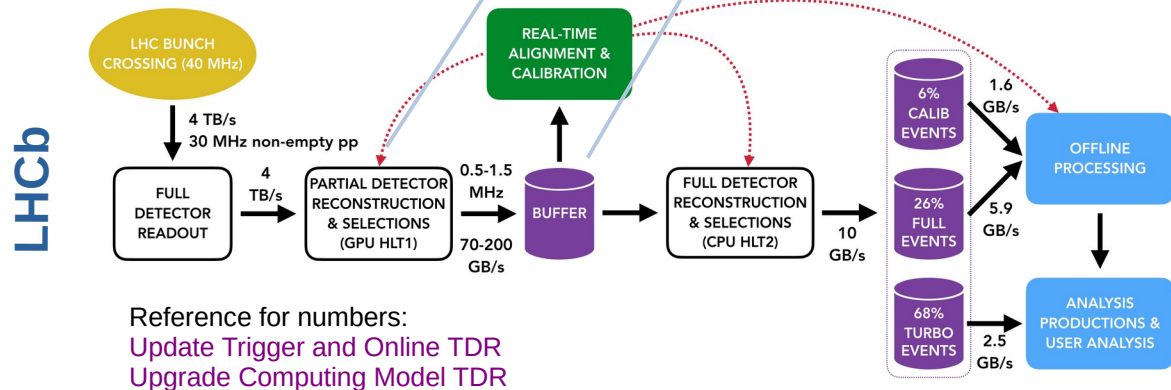 LHCb
LHC BUNCH
CROSSING (40 MHz)
4 TB/s
30 MHz non-empty pp
FULL
DETECTOR
READOUT
4
TB/s
PARTIAL DETECTOR
RECONSTRUCTION
& SELECTIONS
(GPU HLT1)
0.5-1.5
MHz
70-200
GB/s
REAL-TIME
ALIGNMENT &
CALIBRATION
BUFFER
FULL DETECTOR
RECONSTRUCTION
& SELECTIONS
(CPU HLT2)
10
GB/s
6%
CALIB
EVENTS
1.6
GB/s
26%
FULL
EVENTS
5.9
GB/s
68%
TURBO
EVENTS
2.5
GB/s
OFFLINE
PROCESSING
ANALYSIS
PRODUCTIONS &
USER ANALYSIS
Reference for numbers:
Update Trigger and Online TDR
Upgrade Computing Model TDR